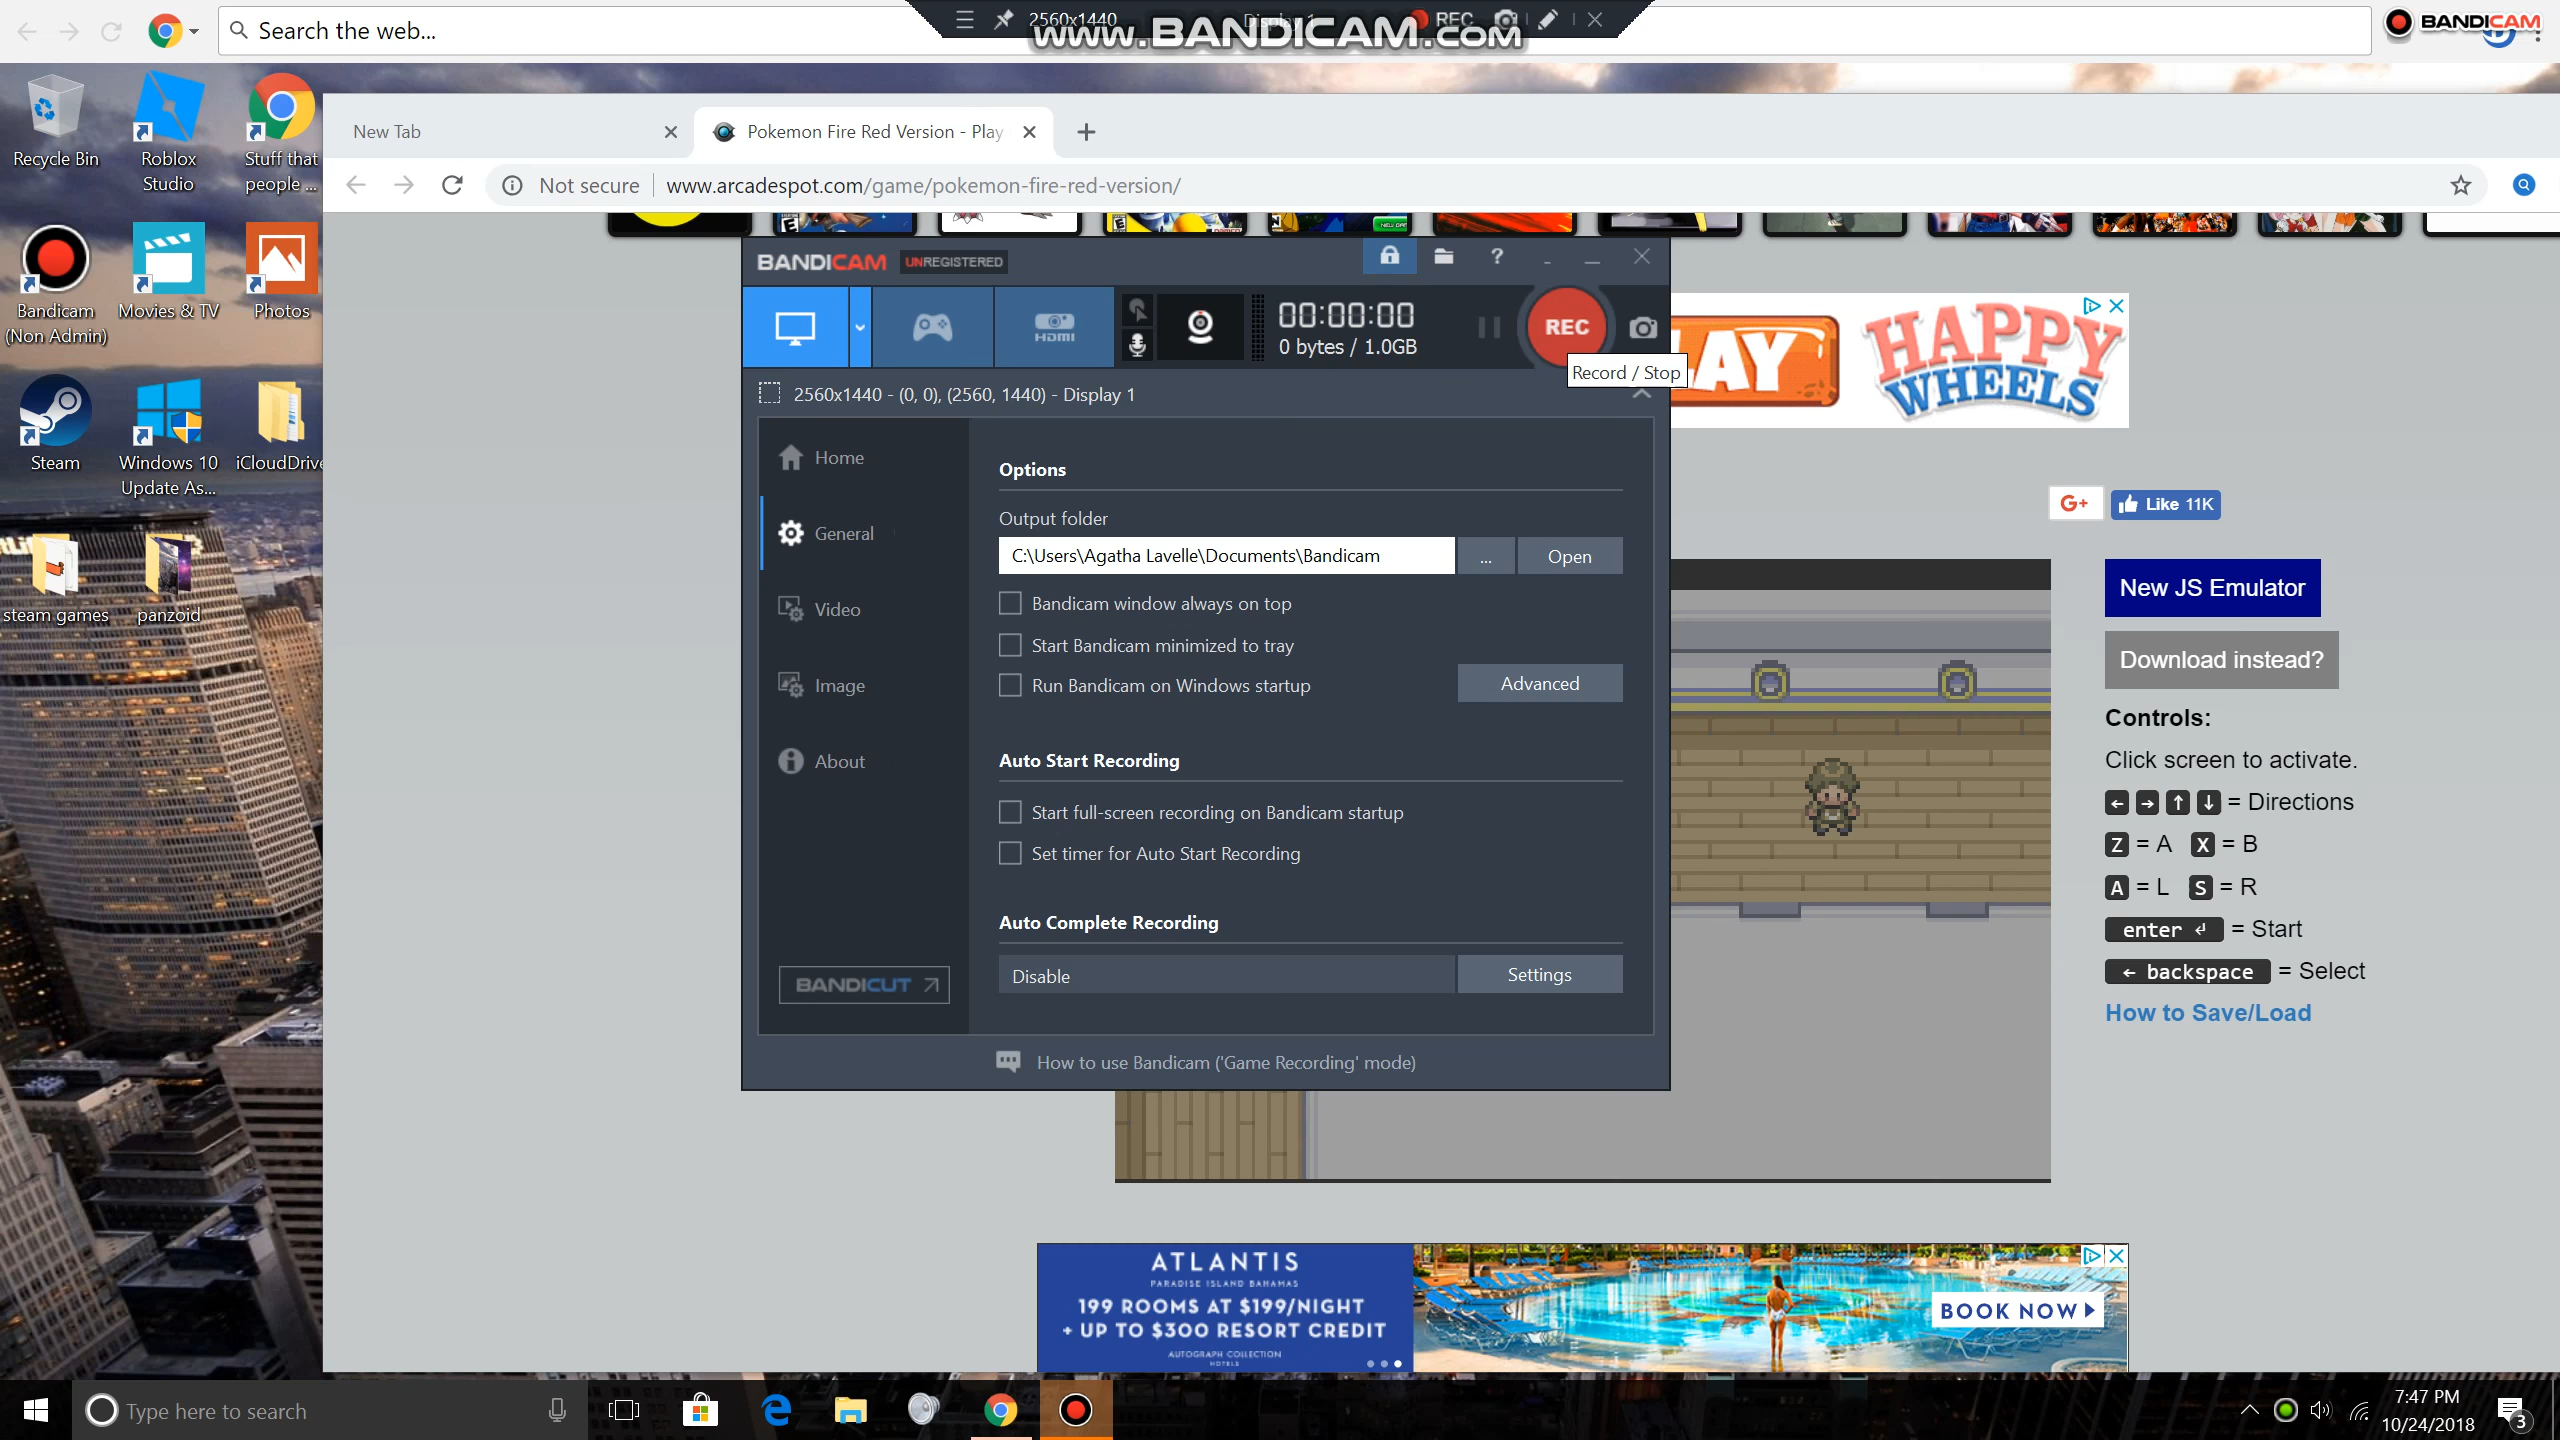 Search the web...
2560x1440
REC
www.BANDICAM.com
BANDICAM
Recycle Bin
Roblox
Studio
Stuff that
people ...
Bandicam
(Non Admin)
Movies & TV
Photos
Steam
Windows 10
Update As...
iCloudDrive
steam games
panzoid
New Tab
Pokemon Fire Red Version - Play
Not secure
www.arcadespot.com/game/pokemon-fire-red-version/
BANDICAM
UNREGISTERED
?
HDMI
00:00:00
0 bytes / 1.0GB
REC
Record / Stop
2560x1440 - (0, 0), (2560, 1440) - Display 1
Home
General
Video
Image
About
BANDICUT
Options
Output folder
C:\Users\Agatha Lavelle\Documents\Bandicam
...
Open
Bandicam window always on top
Start Bandicam minimized to tray
Run Bandicam on Windows startup
Advanced
Auto Start Recording
Start full-screen recording on Bandicam startup
Set timer for Auto Start Recording
Auto Complete Recording
Disable
Settings
How to use Bandicam ('Game Recording' mode)
LAY
HAPPY
WHEELS
G+
Like 11K
New JS Emulator
Download instead?
Controls:
Click screen to activate.
← → ↑ ↓ = Directions
Z = A X = B
A = L S = R
enter ↵ = Start
← backspace = Select
How to Save/Load
ATLANTIS
PARADISE ISLAND BAHAMAS
199 ROOMS AT $199/NIGHT
+ UP TO $300 RESORT CREDIT
AUTOGRAPH COLLECTION
HOTELS
BOOK NOW
Type here to search
7:47 PM
10/24/2018
3